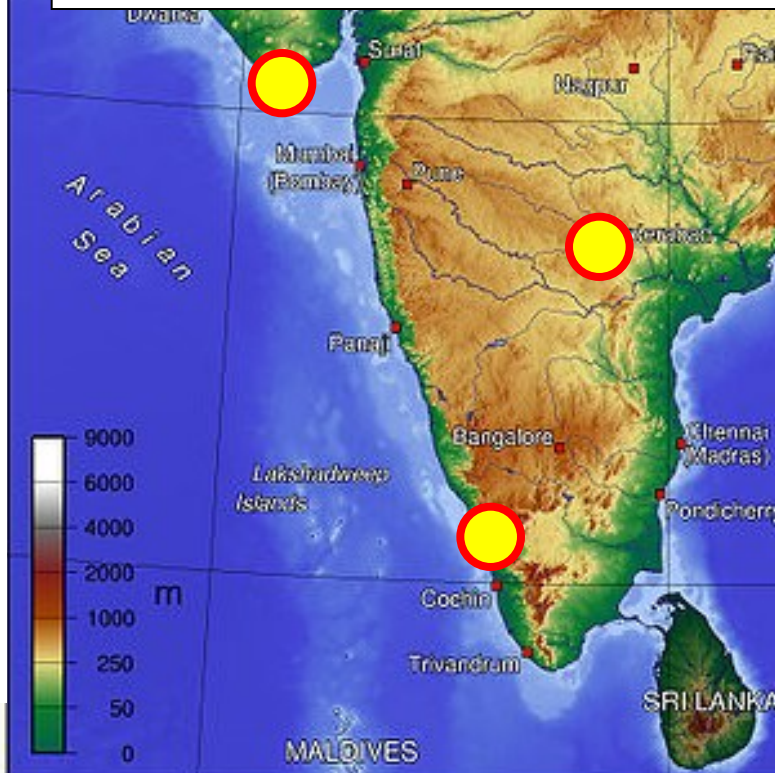 Dwarka
Surat
Nagpur
Mumbai
(Bombay)
Pune
Arabian
Sea
Panaji
Bangalore
Chennai
(Madras)
Lakshadweep
Islands
Pondicherry
Cochin
Trivandrum
SRI LANKA
MALDIVES
9000
6000
4000
2000
1000
250
50
0
m